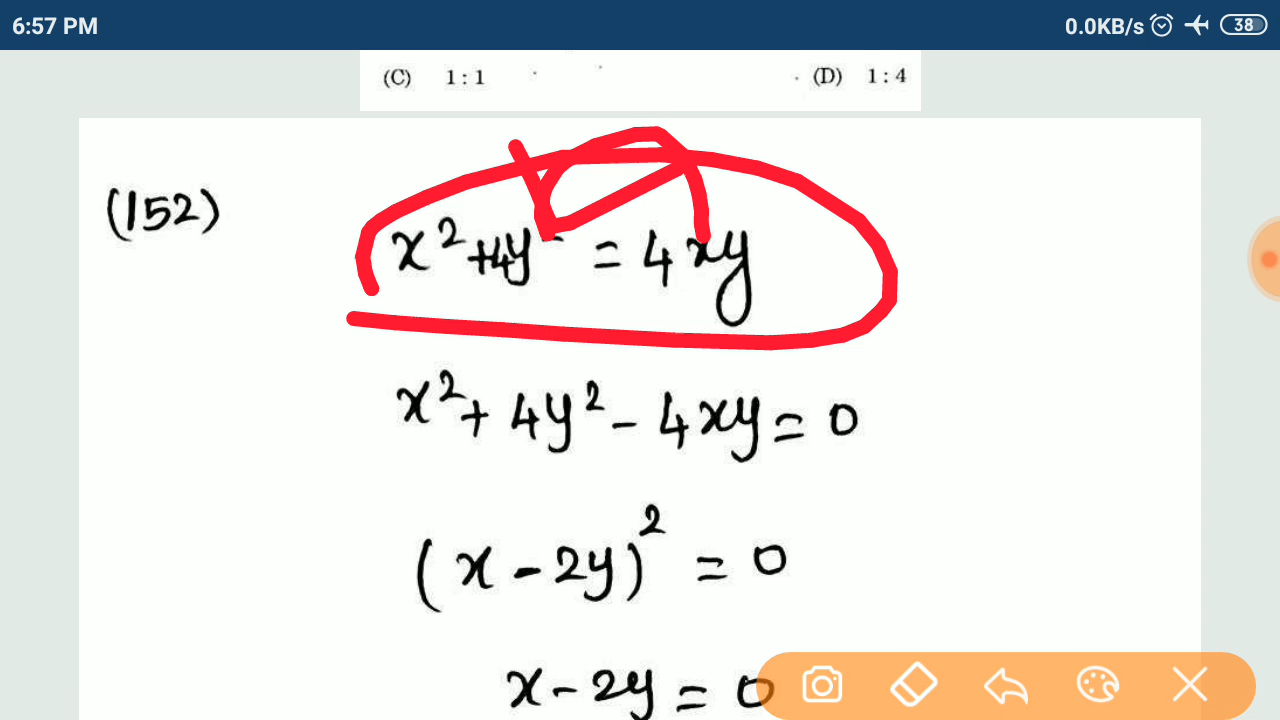 6:57 PM 0.0KB/s 38
(C) 1 : 1 (D) 1 : 4
(152) x² + 4y² = 4xy
x² + 4y² - 4xy = 0
(x - 2y)² = 0
x - 2y = 0